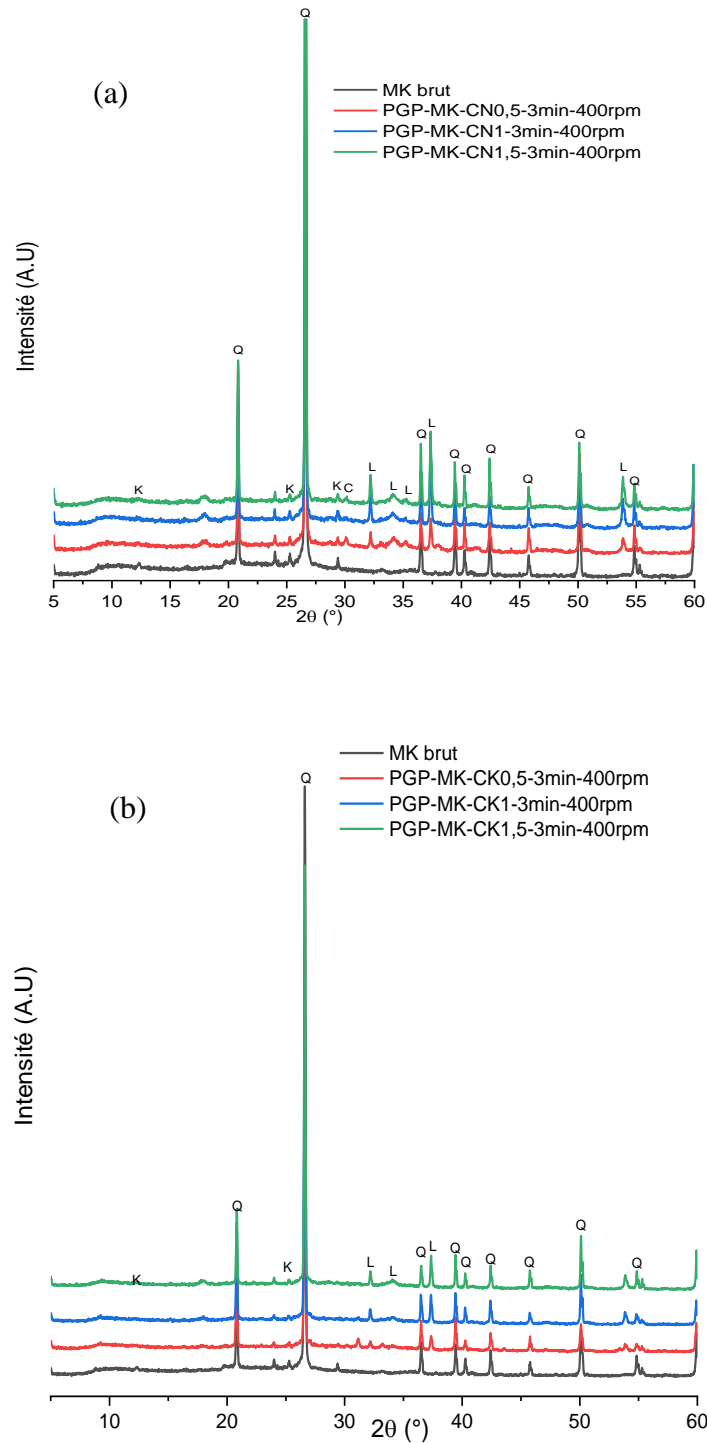 Q
(a)
MK brut
PGP-MK-CN0,5-3min-400rpm
PGP-MK-CN1-3min-400rpm
PGP-MK-CN1,5-3min-400rpm
Intensité (A.U)
Q
K K K C L L L Q L Q Q Q Q Q L Q
5 10 15 20 25 30 35 40 45 50 55 60
2θ (°)
MK brut
PGP-MK-CK0,5-3min-400rpm
PGP-MK-CK1-3min-400rpm
PGP-MK-CK1,5-3min-400rpm
Q
(b)
Intensité (A.U)
Q
K K L L Q L Q Q Q Q Q Q
10 20 30 40 50 60
2θ (°)